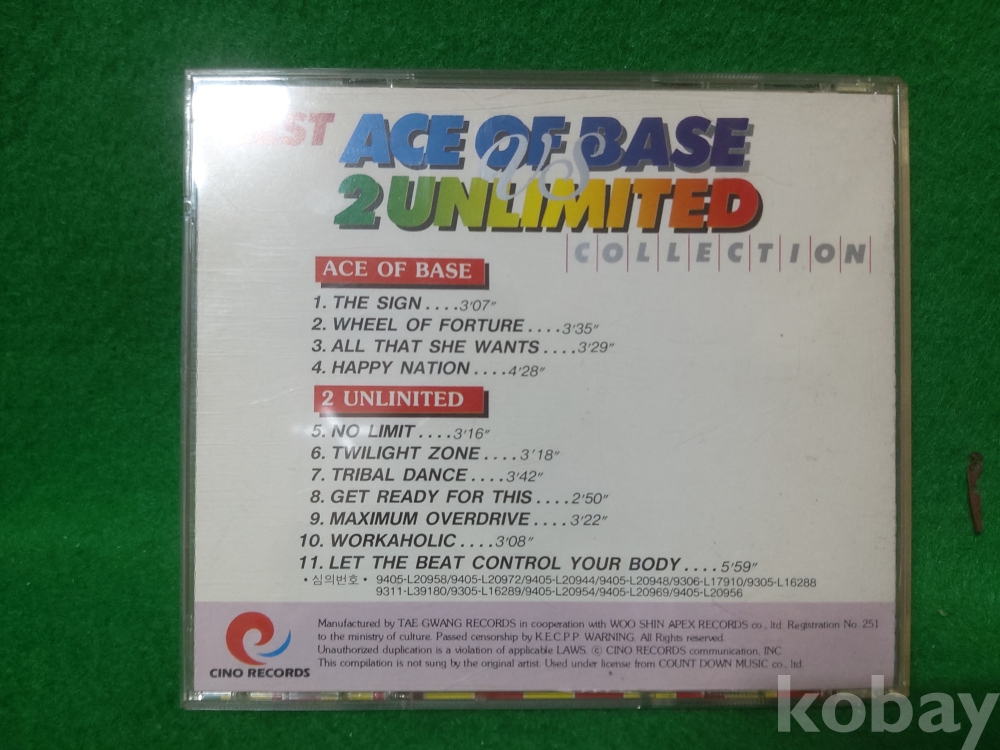 ACE OF BASE
VS
2 UNLIMITED
COLLECTION
ACE OF BASE
1. THE SIGN....3'07"
2. WHEEL OF FORTURE....3'35"
3. ALL THAT SHE WANTS....3'29"
4. HAPPY NATION....4'28"
2 UNLINITED
5. NO LIMIT....3'16"
6. TWILIGHT ZONE....3'18"
7. TRIBAL DANCE....3'42"
8. GET READY FOR THIS....2'50"
9. MAXIMUM OVERDRIVE....3'22"
10. WORKAHOLIC....3'08"
11. LET THE BEAT CONTROL YOUR BODY....5'59"
• 심의번호 • 9405-L20958/9405-L20972/9405-L20944/9405-L20948/9306-L17910/9305-L16288
9311-L39180/9305-L16289/9405-L20954/9405-L20969/9405-L20956
Manufactured by TAE GWANG RECORDS in cooperation with WOO SHIN APEX RECORDS co., ltd. Registration No. 251
to the ministry of culture. Passed censorship by K.E.C.P.P. WARNING. All Rights reserved.
Unauthorized duplication is a violation of applicable LAWS. ⓒ CINO RECORDS communication, INC
This compilation is not sung by the original artist. Used under license from COUNT DOWN MUSIC co., ltd.
CINO RECORDS
kobay